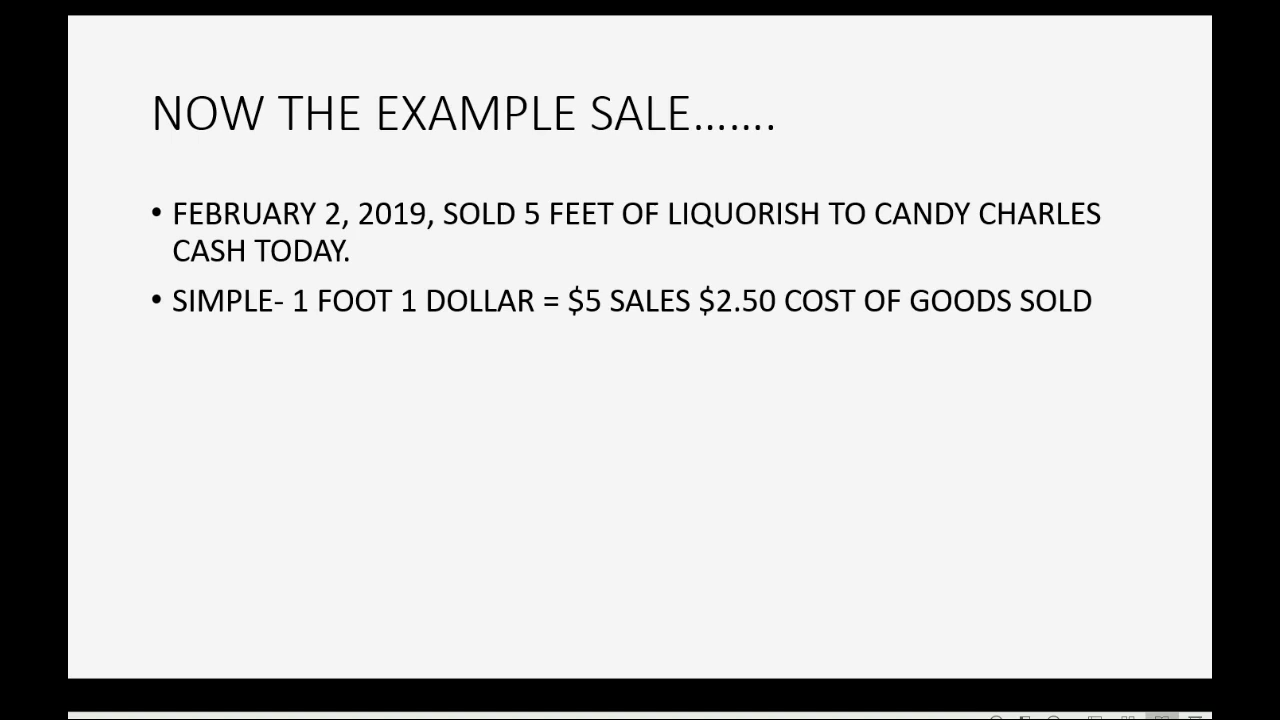 NOW THE EXAMPLE SALE…….
• FEBRUARY 2, 2019, SOLD 5 FEET OF LIQUORISH TO CANDY CHARLES
CASH TODAY.
• SIMPLE- 1 FOOT 1 DOLLAR = $5 SALES $2.50 COST OF GOODS SOLD